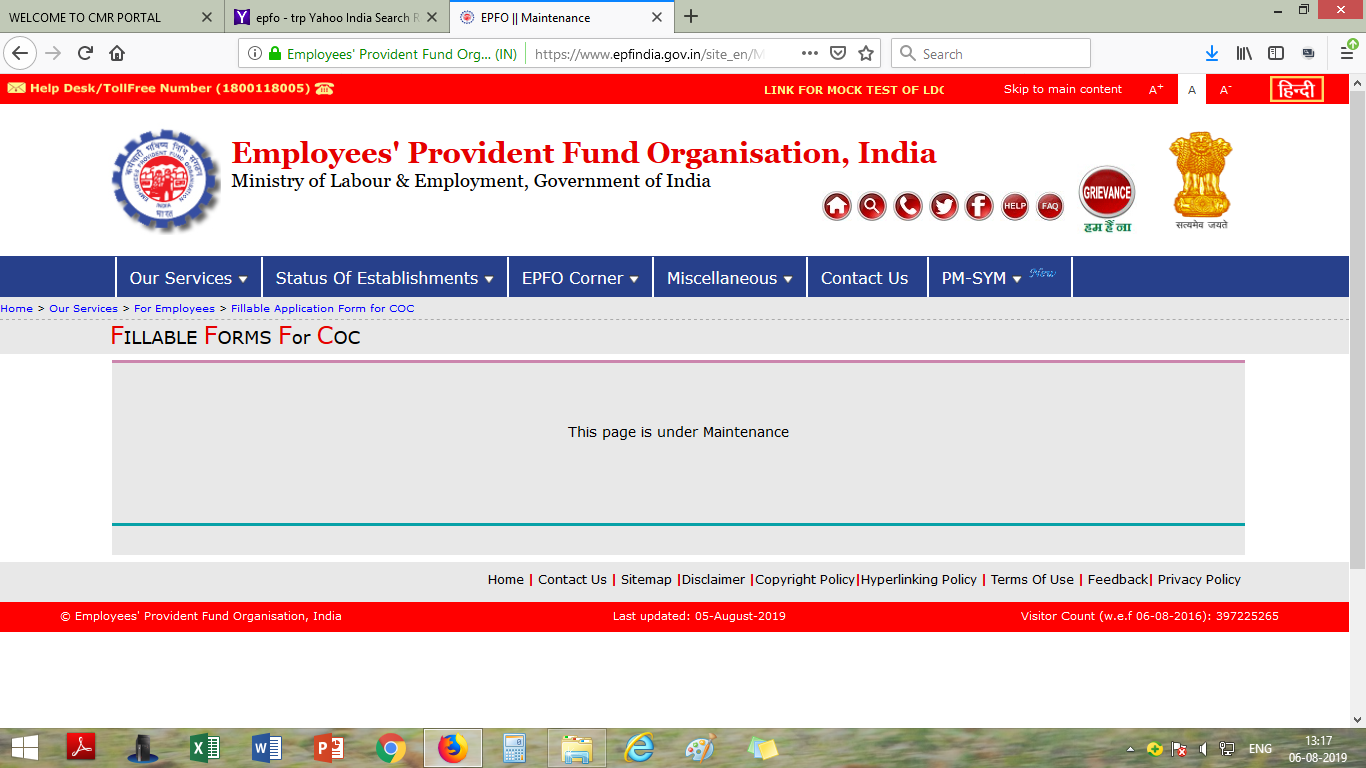 WELCOME TO CMR PORTAL
epfo - trp Yahoo India Search R
EPFO || Maintenance
Employees' Provident Fund Org... (IN)
https://www.epfindia.gov.in/site_en/M
Search
Help Desk/TollFree Number (1800118005)
LINK FOR MOCK TEST OF LDC
Skip to main content
A+
A
A-
हिन्दी
Employees' Provident Fund Organisation, India
Ministry of Labour & Employment, Government of India
HELP
FAQ
GRIEVANCE
हम हैं ना
सत्यमेव जयते
Our Services
Status Of Establishments
EPFO Corner
Miscellaneous
Contact Us
PM-SYM
New
Home > Our Services > For Employees > Fillable Application Form for COC
FILLABLE FORMS For COC
This page is under Maintenance
Home | Contact Us | Sitemap |Disclaimer |Copyright Policy|Hyperlinking Policy | Terms Of Use | Feedback| Privacy Policy
© Employees' Provident Fund Organisation, India
Last updated: 05-August-2019
Visitor Count (w.e.f 06-08-2016): 397225265
ENG
13:17
06-08-2019